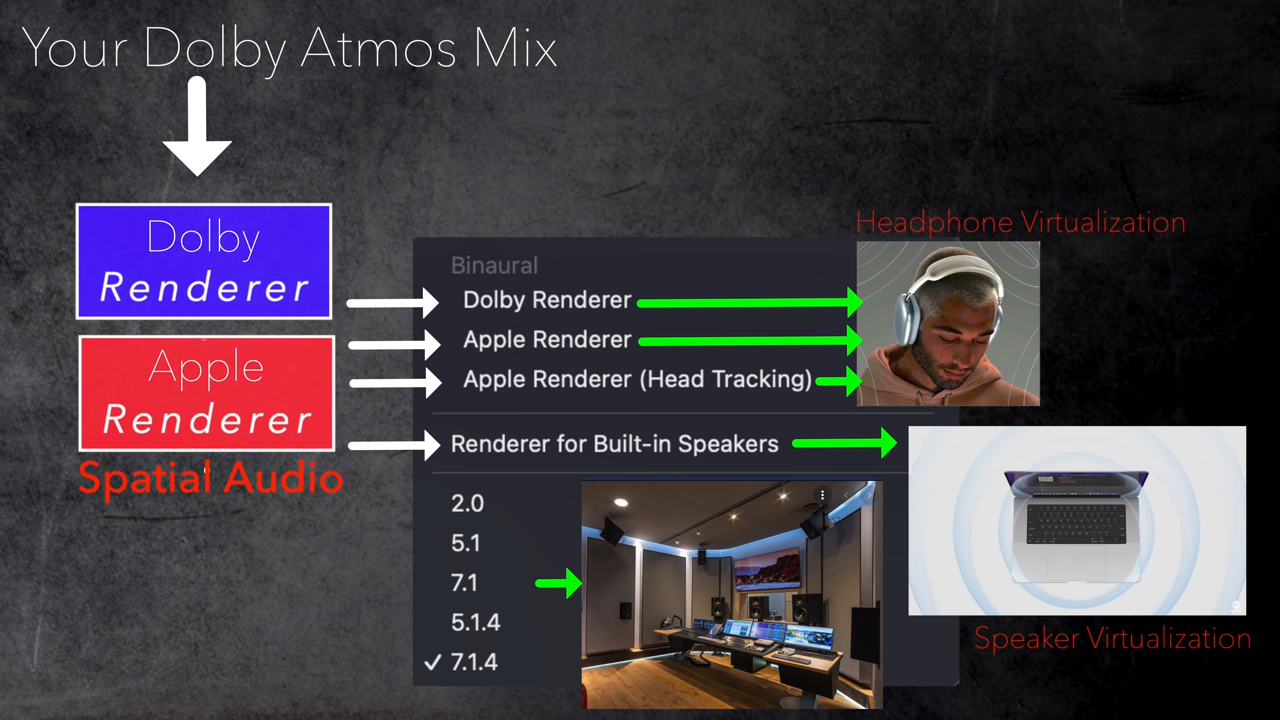 Your Dolby Atmos Mix
Dolby
Renderer
Apple
Renderer
Spatial Audio
Headphone Virtualization
Binaural
Dolby Renderer
Apple Renderer
Apple Renderer (Head Tracking)
Renderer for Built-in Speakers
2.0
5.1
7.1
5.1.4
✓ 7.1.4
Speaker Virtualization